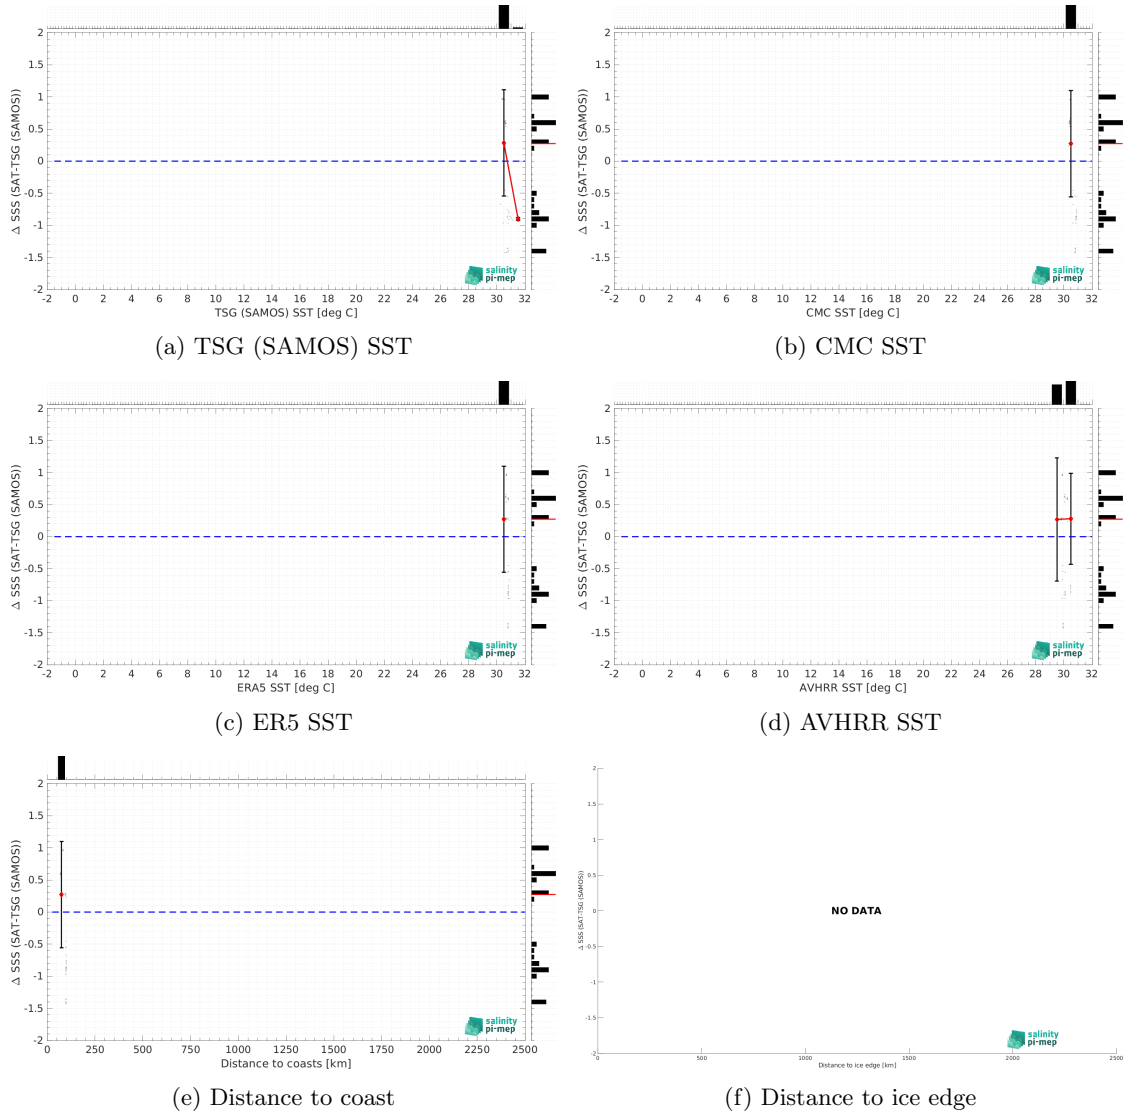 2
1.5
1
0.5
0
-0.5
-1
-1.5
-2
Δ SSS (SAT-TSG (SAMOS))
-2 0 2 4 6 8 10 12 14 16 18 20 22 24 26 28 30 32
TSG (SAMOS) SST [deg C]
salinity
pi-mep
(a) TSG (SAMOS) SST
2
1.5
1
0.5
0
-0.5
-1
-1.5
-2
Δ SSS (SAT-TSG (SAMOS))
-2 0 2 4 6 8 10 12 14 16 18 20 22 24 26 28 30 32
CMC SST [deg C]
salinity
pi-mep
(b) CMC SST
2
1.5
1
0.5
0
-0.5
-1
-1.5
-2
Δ SSS (SAT-TSG (SAMOS))
-2 0 2 4 6 8 10 12 14 16 18 20 22 24 26 28 30 32
ERA5 SST [deg C]
salinity
pi-mep
(c) ER5 SST
2
1.5
1
0.5
0
-0.5
-1
-1.5
-2
Δ SSS (SAT-TSG (SAMOS))
-2 0 2 4 6 8 10 12 14 16 18 20 22 24 26 28 30 32
AVHRR SST [deg C]
salinity
pi-mep
(d) AVHRR SST
2
1.5
1
0.5
0
-0.5
-1
-1.5
-2
Δ SSS (SAT-TSG (SAMOS))
0 250 500 750 1000 1250 1500 1750 2000 2250 2500
Distance to coasts [km]
salinity
pi-mep
(e) Distance to coast
2
1.5
1
0.5
0
-0.5
-1
-1.5
-2
Δ SSS (SAT-TSG (SAMOS))
NO DATA
0 500 1000 1500 2000 2500
Distance to ice edge [km]
salinity
pi-mep
(f) Distance to ice edge